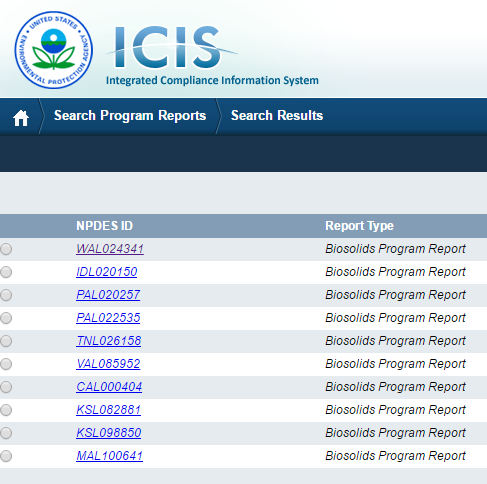 UNITED STATES
ENVIRONMENTAL PROTECTION AGENCY
ICIS
Integrated Compliance Information System
Search Program Reports Search Results
NPDES ID Report Type
WAL024341 Biosolids Program Report
IDL020150 Biosolids Program Report
PAL020257 Biosolids Program Report
PAL022535 Biosolids Program Report
TNL026158 Biosolids Program Report
VAL085952 Biosolids Program Report
CAL000404 Biosolids Program Report
KSL082881 Biosolids Program Report
KSL098850 Biosolids Program Report
MAL100641 Biosolids Program Report